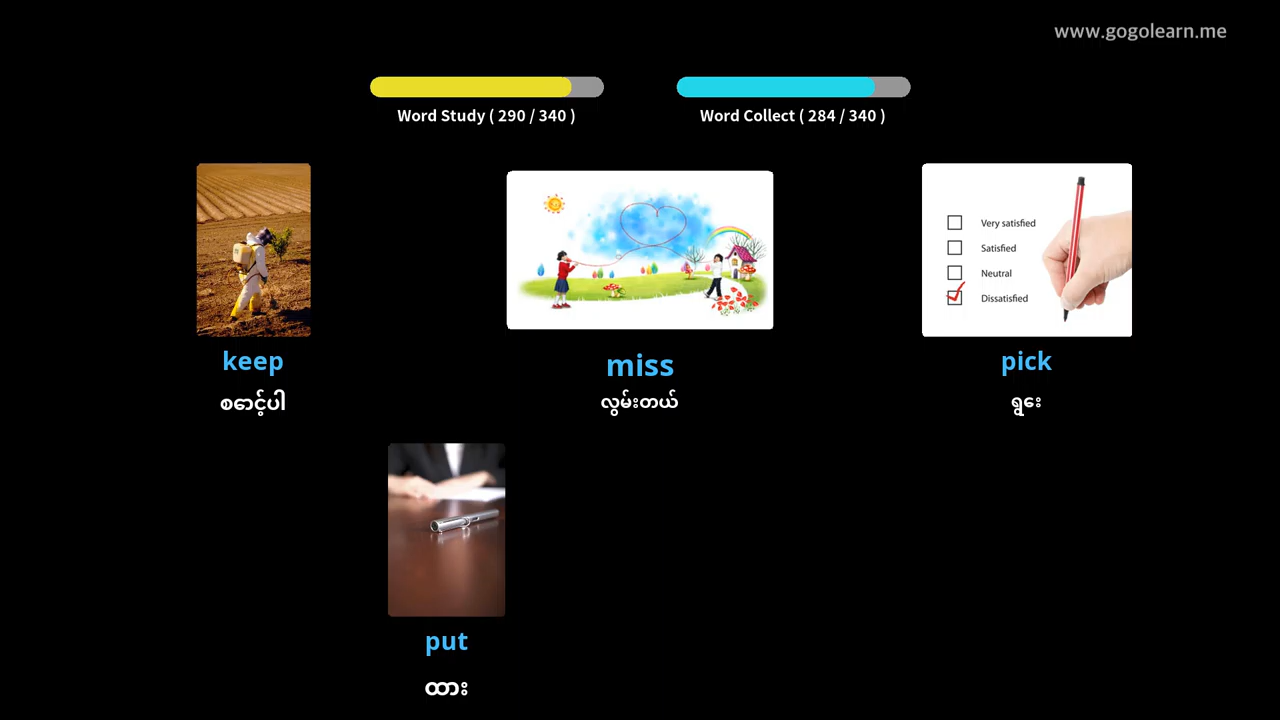 www.gogolearn.me
Word Study ( 290 / 340 )
Word Collect ( 284 / 340 )
Very satisfied
Satisfied
Neutral
Dissatisfied
keep
miss
pick
စောင့်ပါ
လွမ်းတယ်
ရွေး
put
ထား